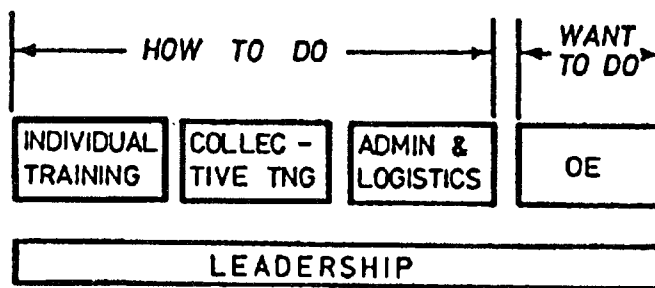 HOW TO DO
WANT
TO DO
INDIVIDUAL
TRAINING
COLLEC -
TIVE TNG
ADMIN &
LOGISTICS
OE
LEADERSHIP